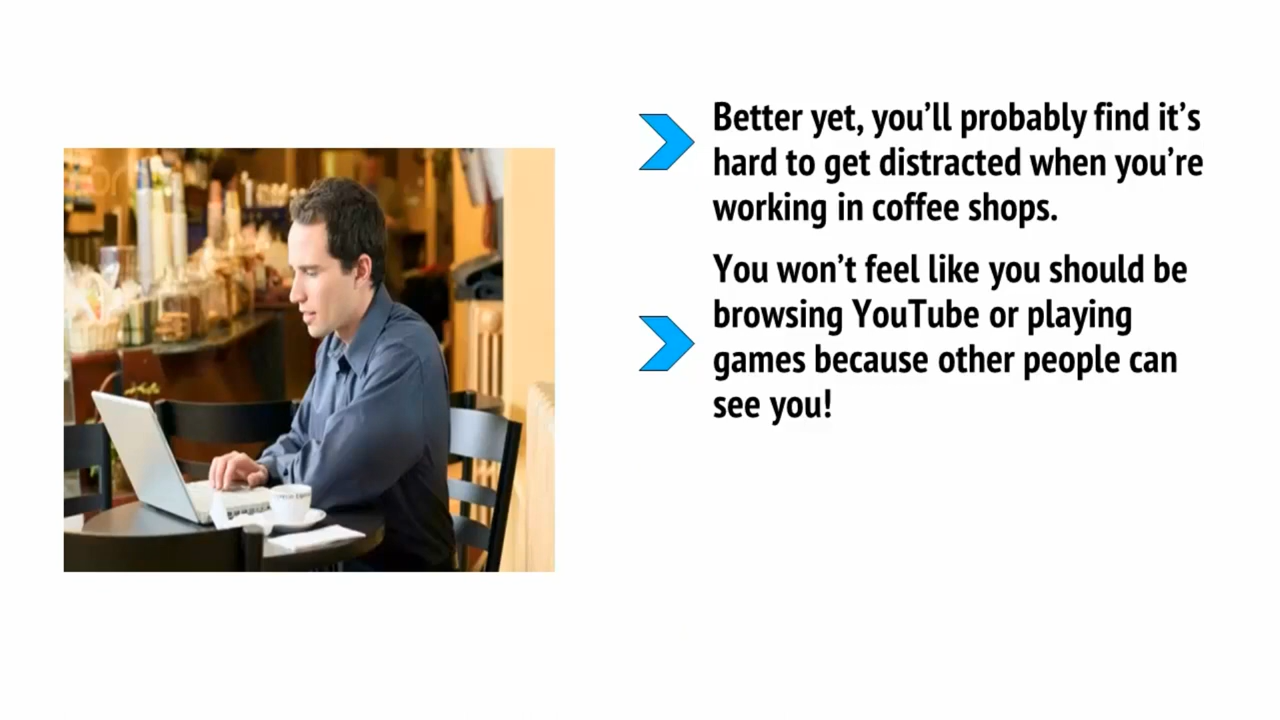 Better yet, you'll probably find it's
hard to get distracted when you're
working in coffee shops.
You won't feel like you should be
browsing YouTube or playing
games because other people can
see you!